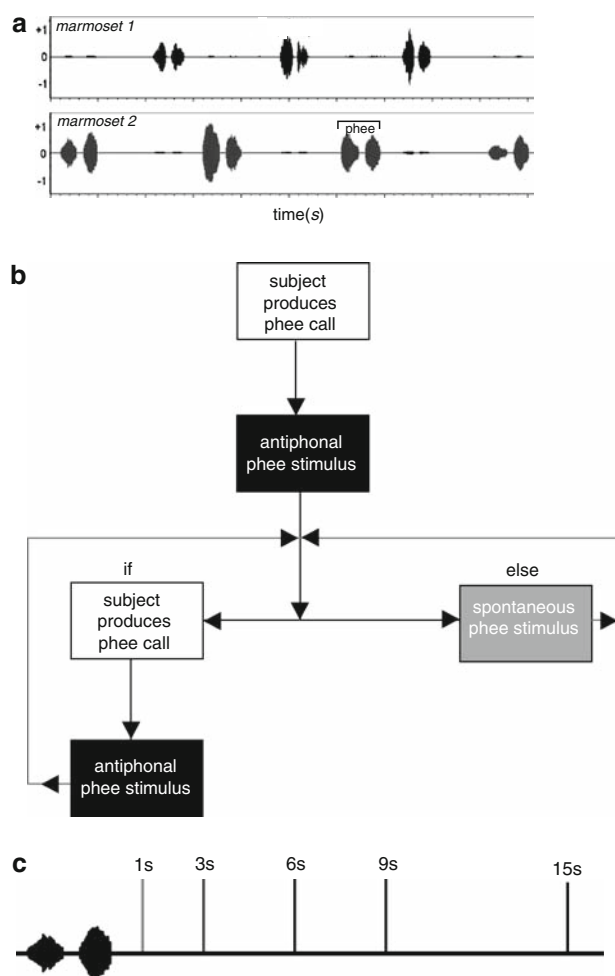 a
marmoset 1
+1
0
-1
marmoset 2
phee
+1
0
-1
time(s)
b
subject
produces
phee call
antiphonal
phee stimulus
if
else
subject
produces
phee call
spontaneous
phee stimulus
antiphonal
phee stimulus
c
1s
3s
6s
9s
15s